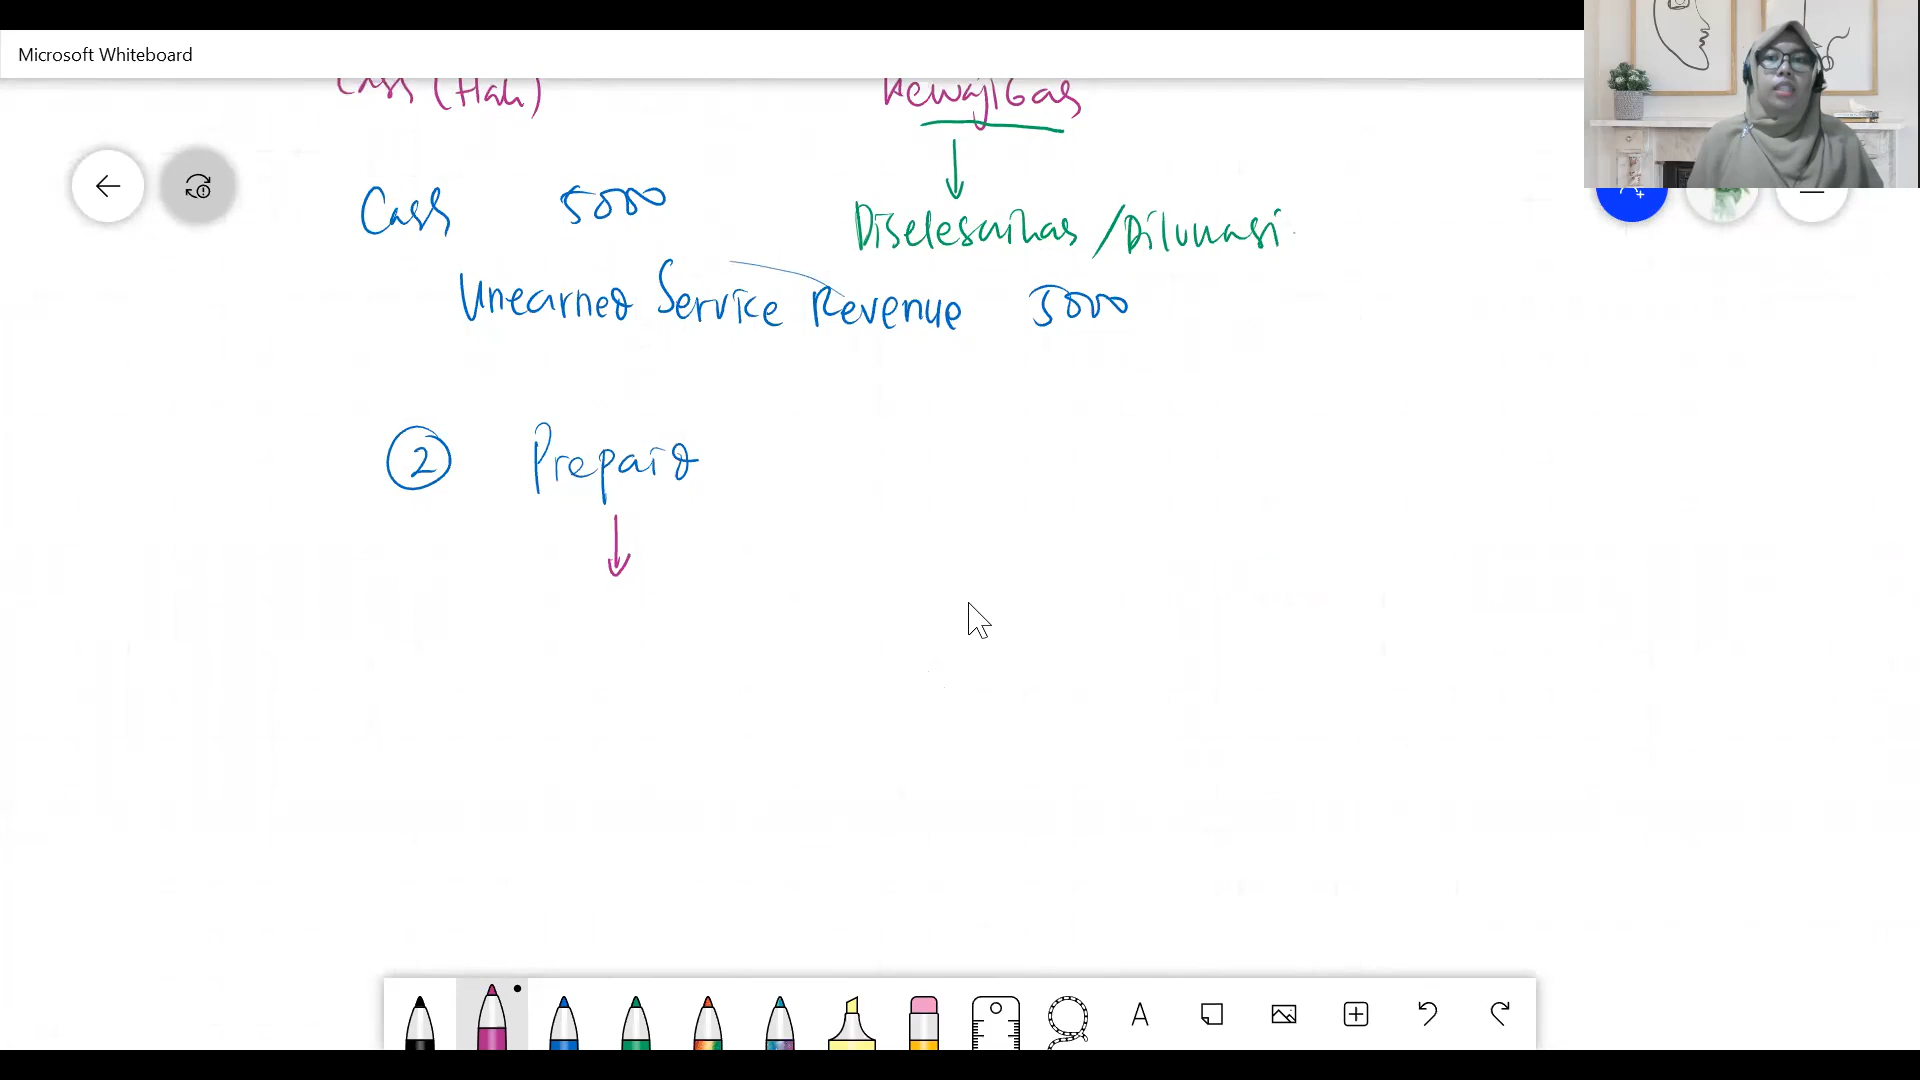 Microsoft Whiteboard
Cash (Hak)
Kewajiban
Cash 5000
Diselesaikan / Dilunasi
Unearned Service Revenue 5000
2 Prepaid